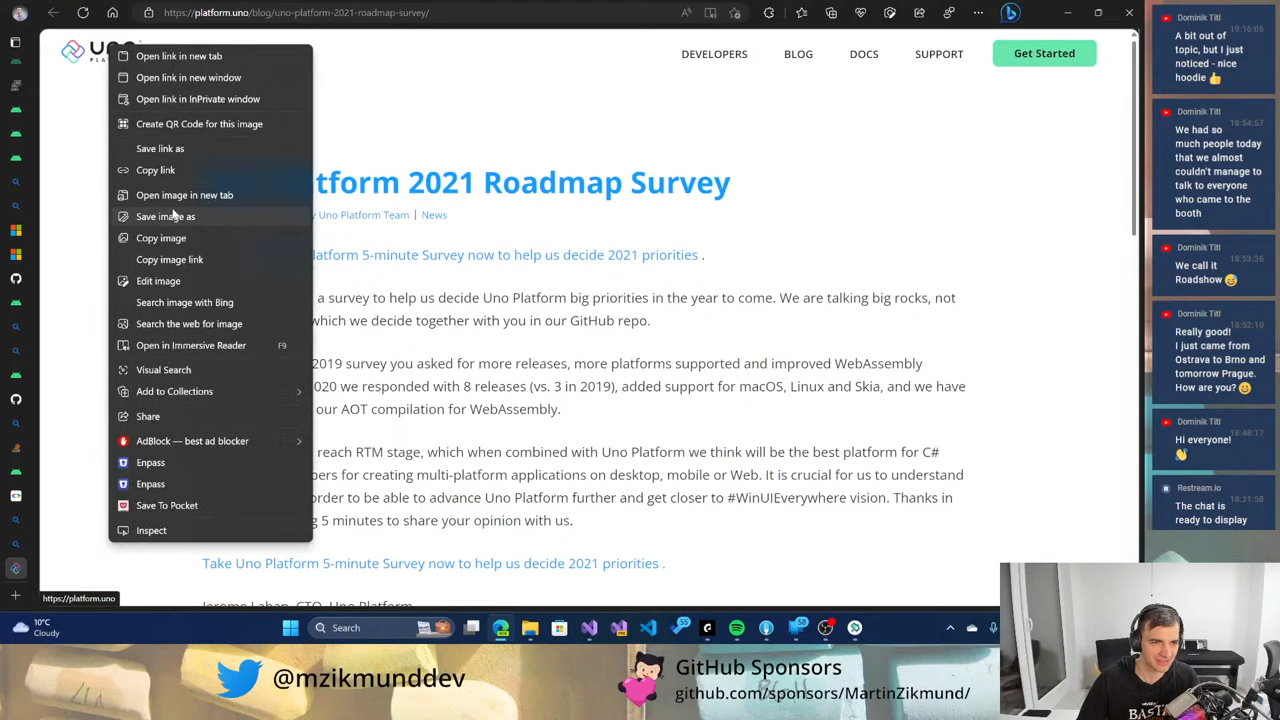 https://platform.uno/blog/uno-platform-2021-roadmap-survey/
DEVELOPERS
BLOG
DOCS
SUPPORT
Get Started
Open link in new tab
Open link in new window
Open link in InPrivate window
Create QR Code for this image
Save link as
Copy link
Open image in new tab
Save image as
Copy image
Copy image link
Edit image
Search image with Bing
Search the web for image
Open in Immersive Reader F9
Visual Search
Add to Collections
Share
AdBlock — best ad blocker
Enpass
Enpass
Save To Pocket
Inspect
tform 2021 Roadmap Survey
Uno Platform Team | News
latform 5-minute Survey now to help us decide 2021 priorities .
a survey to help us decide Uno Platform big priorities in the year to come. We are talking big rocks, not
which we decide together with you in our GitHub repo.
2019 survey you asked for more releases, more platforms supported and improved WebAssembly
2020 we responded with 8 releases (vs. 3 in 2019), added support for macOS, Linux and Skia, and we have
our AOT compilation for WebAssembly.
reach RTM stage, which when combined with Uno Platform we think will be the best platform for C#
pers for creating multi-platform applications on desktop, mobile or Web. It is crucial for us to understand
order to be able to advance Uno Platform further and get closer to #WinUIEverywhere vision. Thanks in
g 5 minutes to share your opinion with us.
Take Uno Platform 5-minute Survey now to help us decide 2021 priorities .
Jerome Laban, CTO, Uno Platform
https://platform.uno
10°C
Cloudy
Search
55
58
@mzikmunddev
GitHub Sponsors
github.com/sponsors/MartinZikmund/
Dominik Titl
19:16:06
A bit out of
topic, but I just
noticed - nice
hoodie 👍
Dominik Titl
18:54:57
We had so
much people today
that we almost
couldn't manage to
talk to everyone
who came to the
booth
Dominik Titl
18:53:36
We call it
Roadshow 😅
Dominik Titl
18:52:10
Really good!
I just came from
Ostrava to Brno and
tomorrow Prague.
How are you? 😀
Dominik Titl
18:48:17
Hi everyone!
👋
Restream.io
18:21:58
The chat is
ready to display
BASTA